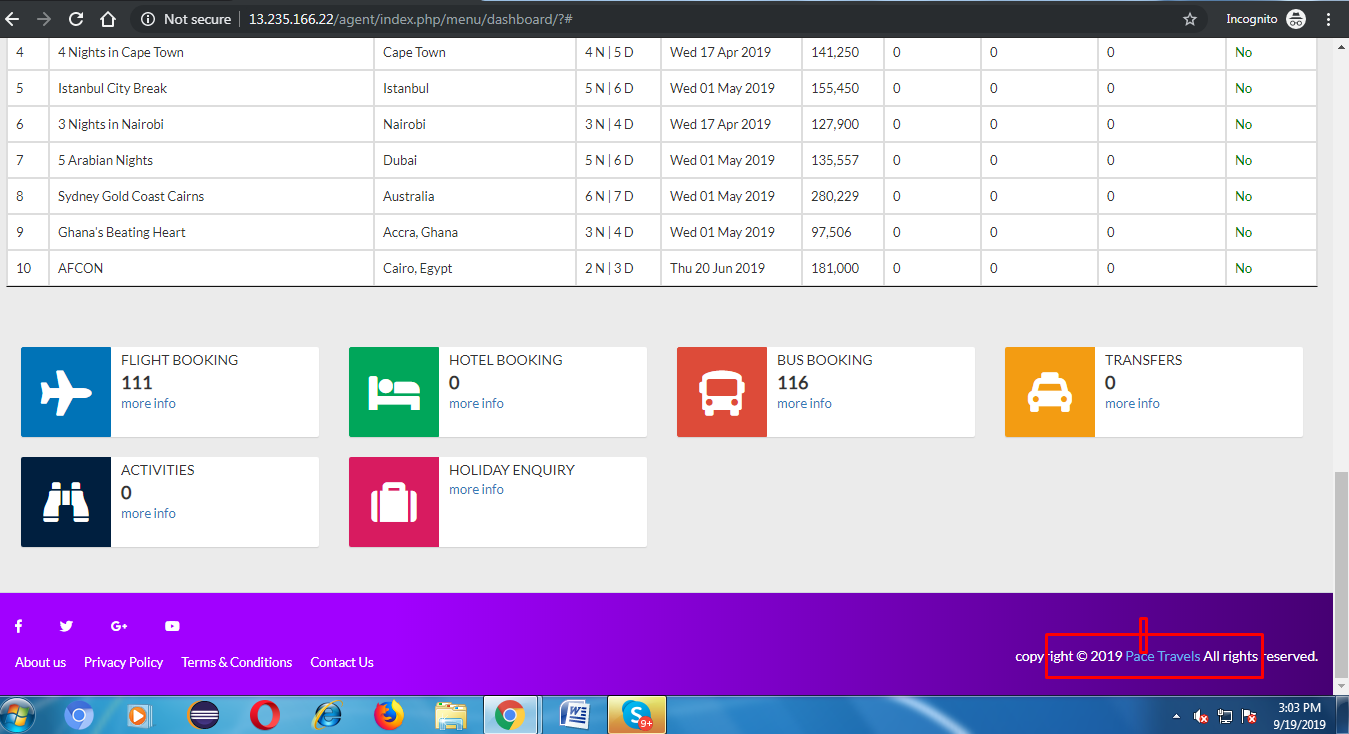 Not secure | 13.235.166.22/agent/index.php/menu/dashboard/?# Incognito
4 4 Nights in Cape Town Cape Town 4 N | 5 D Wed 17 Apr 2019 141,250 0 0 0 No
5 Istanbul City Break Istanbul 5 N | 6 D Wed 01 May 2019 155,450 0 0 0 No
6 3 Nights in Nairobi Nairobi 3 N | 4 D Wed 17 Apr 2019 127,900 0 0 0 No
7 5 Arabian Nights Dubai 5 N | 6 D Wed 01 May 2019 135,557 0 0 0 No
8 Sydney Gold Coast Cairns Australia 6 N | 7 D Wed 01 May 2019 280,229 0 0 0 No
9 Ghana's Beating Heart Accra, Ghana 3 N | 4 D Wed 01 May 2019 97,506 0 0 0 No
10 AFCON Cairo, Egypt 2 N | 3 D Thu 20 Jun 2019 181,000 0 0 0 No
FLIGHT BOOKING
111
more info
HOTEL BOOKING
0
more info
BUS BOOKING
116
more info
TRANSFERS
0
more info
ACTIVITIES
0
more info
HOLIDAY ENQUIRY
more info
About us Privacy Policy Terms & Conditions Contact Us
copyright © 2019 Pace Travels All rights reserved.
9+
3:03 PM
9/19/2019